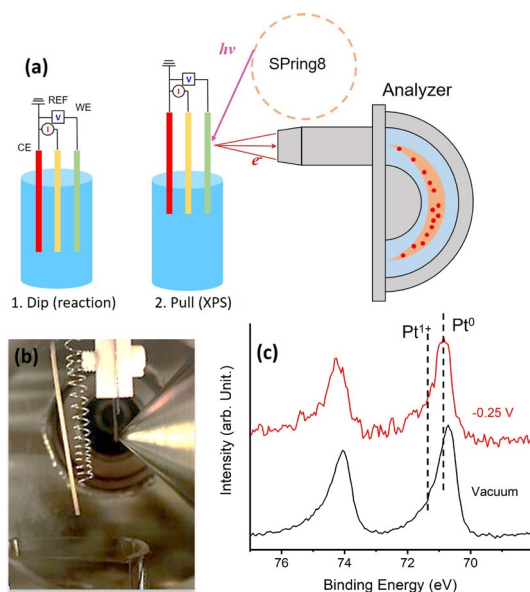 (a)
hν
SPring8
Analyzer
REF
WE
V
I
CE
V
I
e⁻
1. Dip (reaction)
2. Pull (XPS)
(b)
(c)
Pt¹⁺
Pt⁰
-0.25 V
Vacuum
Intensity (arb. Unit.)
76
74
72
70
68
Binding Energy (eV)